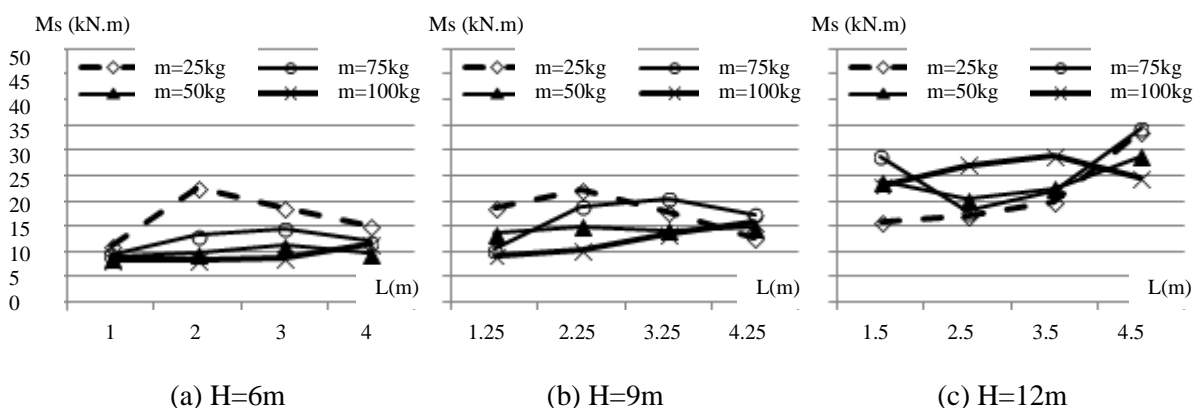 Ms (kN.m)
50
45
40
35
30
25
20
15
10
5
0
m=25kg
m=75kg
m=50kg
m=100kg
L(m)
1 2 3 4
(a) H=6m
Ms (kN.m)
m=25kg
m=75kg
m=50kg
m=100kg
L(m)
1.25 2.25 3.25 4.25
(b) H=9m
Ms (kN.m)
m=25kg
m=75kg
m=50kg
m=100kg
L(m)
1.5 2.5 3.5 4.5
(c) H=12m